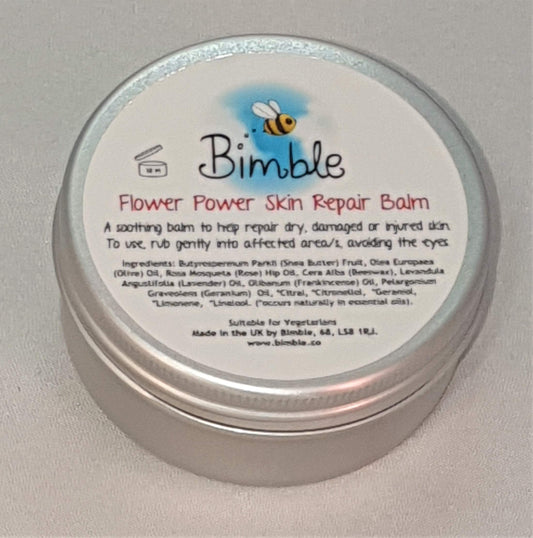 Bimble
12 M
Flower Power Skin Repair Balm
A soothing balm to help repair dry, damaged or injured skin.
To use, rub gently into affected area/s, avoiding the eyes
Ingredients: Butyrospermum Parkii (Shea Butter) Fruit, Olea Europaea
(Olive) Oil, Rosa Mosqueta (Rose) Hip Oil, Cera Alba (Beeswax), Lavandula
Angustifolia (Lavender) Oil, Olibanum (Frankincense) Oil, Pelargonium
Graveolens (Geranium) Oil, *Citral, *Citronellol, *Geraniol,
*Limonene, *Linalool. (*occurs naturally in essential oils).
Suitable for Vegetarians
Made in the UK by Bimble, 68, LS8 1RJ.
www.bimble.co